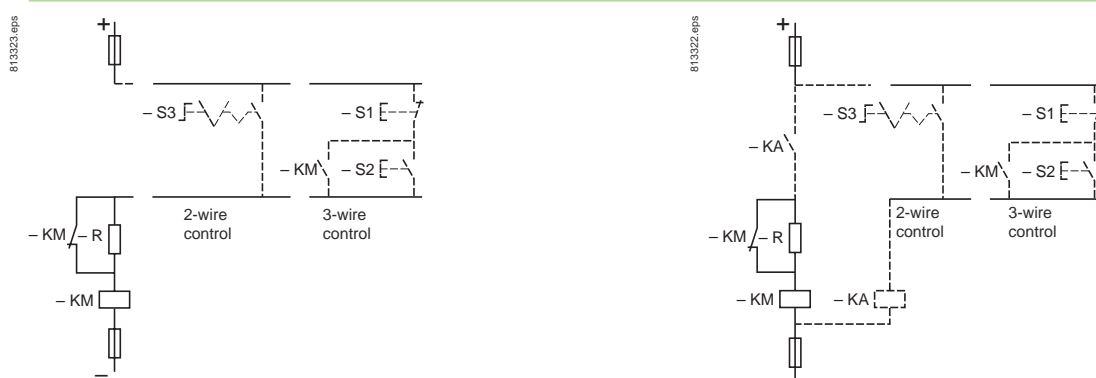 813323.eps
+
– S3
– S1
– KM
– S2
2-wire
control
3-wire
control
– KM
– R
– KM
–
813322.eps
+
– S3
– S1
– KA
– KM
– S2
2-wire
control
3-wire
control
– KM
– R
– KM
– KA